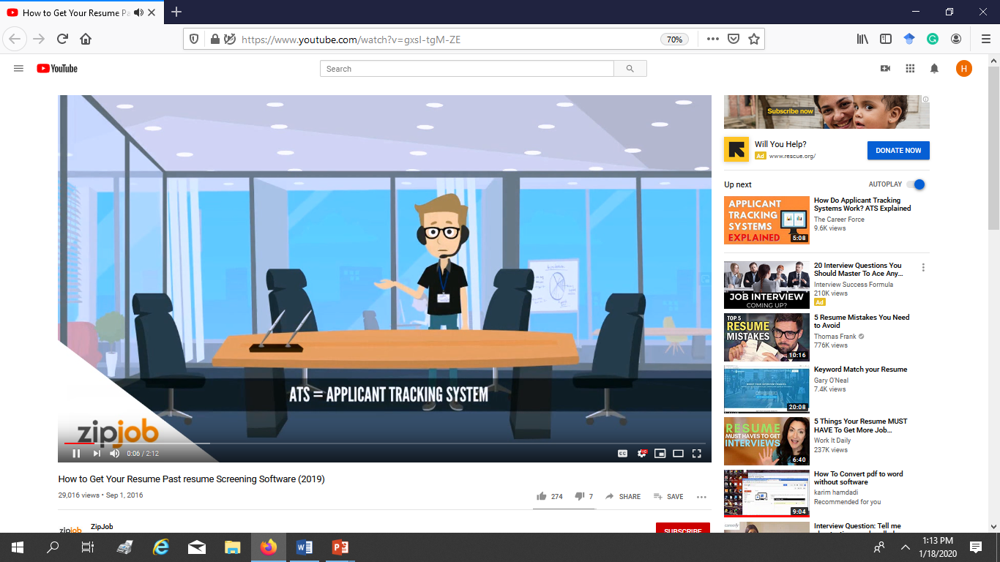 How to Get Your Resume Pa
https://www.youtube.com/watch?v=gxsI-tgM-ZE
70%
YouTube
Search
H
ATS = APPLICANT TRACKING SYSTEM
zipjob
0:06 / 2:12
CC
HD
How to Get Your Resume Past resume Screening Software (2019)
29,016 views • Sep 1, 2016
274
7
SHARE
SAVE
zipjob
ZipJob
SUBSCRIBE
Subscribe now
Will You Help?
Ad www.rescue.org/
DONATE NOW
Up next
AUTOPLAY
APPLICANT
TRACKING
SYSTEMS
EXPLAINED
5:08
How Do Applicant Tracking
Systems Work? ATS Explained
The Career Force
9.6K views
JOB INTERVIEW
COMING UP?
20 Interview Questions You
Should Master To Ace Any...
Interview Success Formula
210K views
Ad
TOP 5
RESUME
MISTAKES
10:16
5 Resume Mistakes You Need
to Avoid
Thomas Frank
776K views
20:08
Keyword Match your Resume
Gary O'Neal
7.4K views
RESUME
MUST HAVES TO GET
INTERVIEWS
6:40
5 Things Your Resume MUST
HAVE To Get More Job...
Work It Daily
237K views
9:04
How To Convert pdf to word
without software
karim hamdadi
Recommended for you
Interview Question: Tell me
1:13 PM
1/18/2020